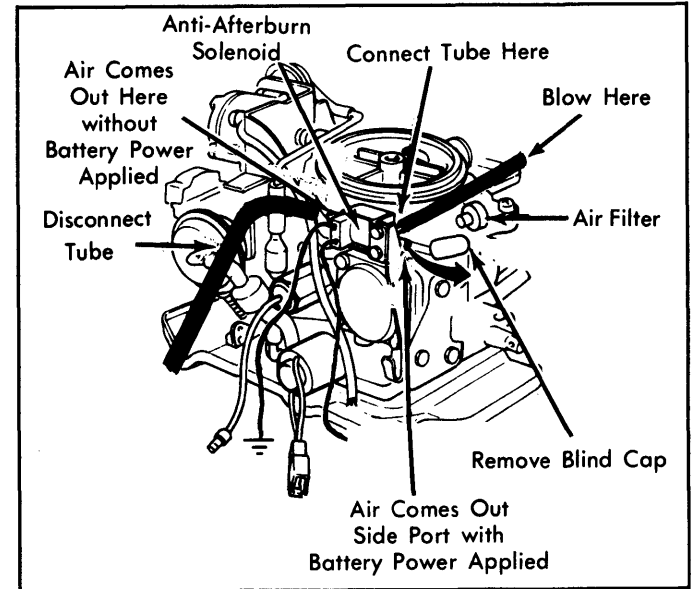 Anti-Afterburn
Solenoid
Connect Tube Here
Air Comes
Out Here
without
Battery Power
Applied
Blow Here
Disconnect
Tube
Air Filter
Remove Blind Cap
Air Comes Out
Side Port with
Battery Power Applied